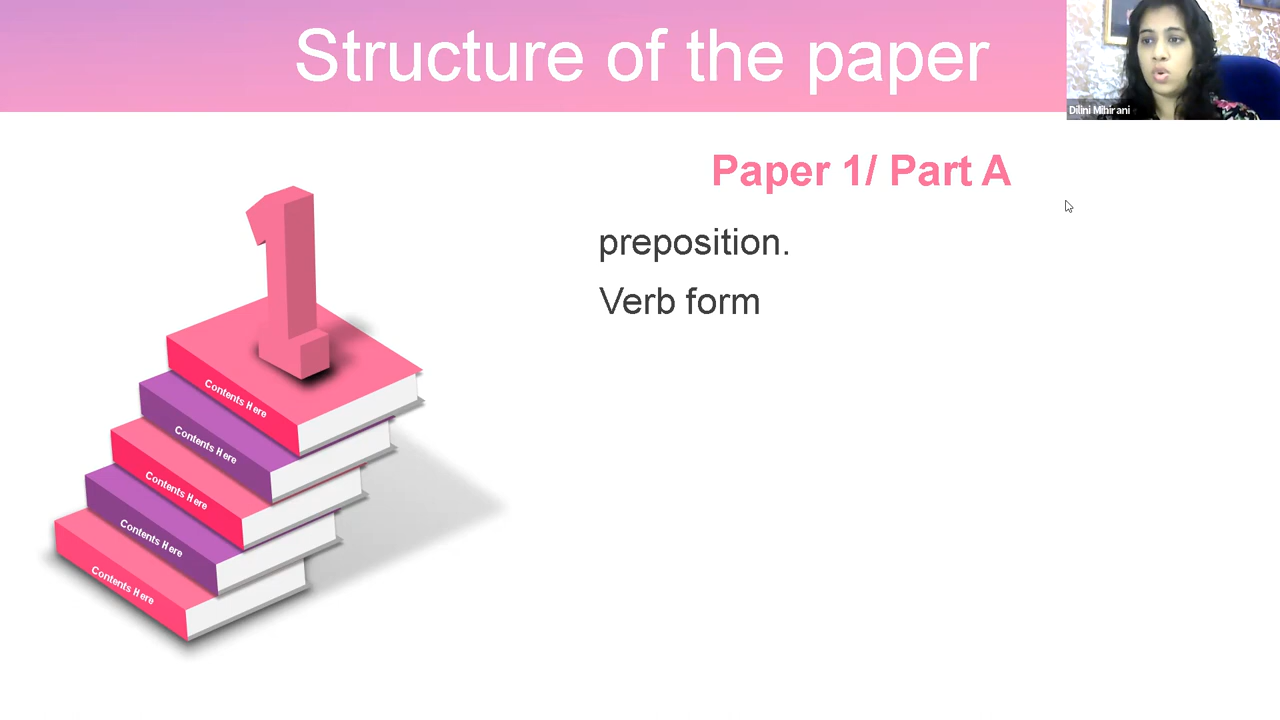 Structure of the paper
Dilini Mihirani
Paper 1/ Part A
preposition.
Verb form
Contents Here
Contents Here
Contents Here
Contents Here
Contents Here